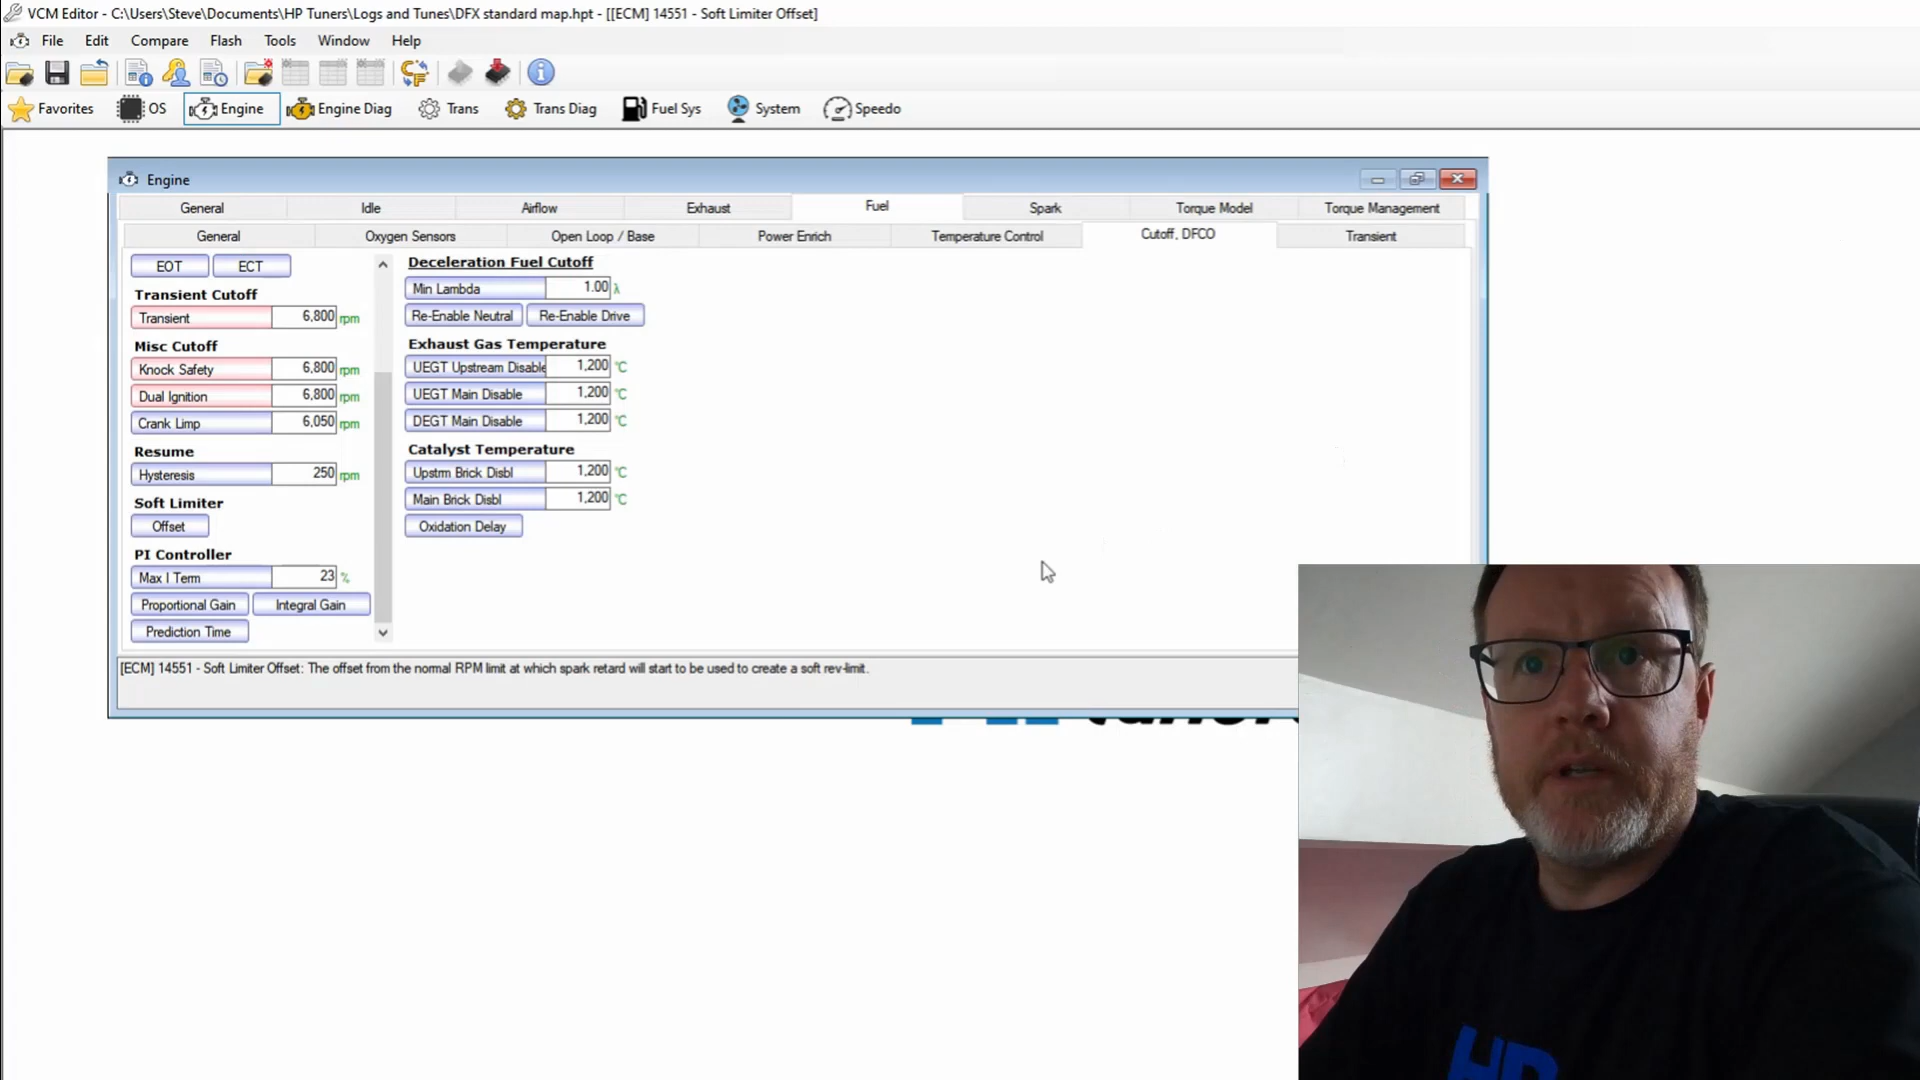 VCM Editor - C:\Users\Steve\Documents\HP Tuners\Logs and Tunes\DFX standard map.hpt - [[ECM] 14551 - Soft Limiter Offset]
File Edit Compare Flash Tools Window Help
Favorites OS Engine Engine Diag Trans Trans Diag Fuel Sys System Speedo
Engine
General Idle Airflow Exhaust Fuel Spark Torque Model Torque Management
General Oxygen Sensors Open Loop / Base Power Enrich Temperature Control Cutoff, DFCO Transient
EOT ECT
Transient Cutoff
Transient 6,800 rpm
Misc Cutoff
Knock Safety 6,800 rpm
Dual Ignition 6,800 rpm
Crank Limp 6,050 rpm
Resume
Hysteresis 250 rpm
Soft Limiter
Offset
PI Controller
Max I Term 23 %
Proportional Gain Integral Gain
Prediction Time
Deceleration Fuel Cutoff
Min Lambda 1.00 λ
Re-Enable Neutral Re-Enable Drive
Exhaust Gas Temperature
UEGT Upstream Disable 1,200 °C
UEGT Main Disable 1,200 °C
DEGT Main Disable 1,200 °C
Catalyst Temperature
Upstrm Brick Disbl 1,200 °C
Main Brick Disbl 1,200 °C
Oxidation Delay
[ECM] 14551 - Soft Limiter Offset: The offset from the normal RPM limit at which spark retard will start to be used to create a soft rev-limit.
HP